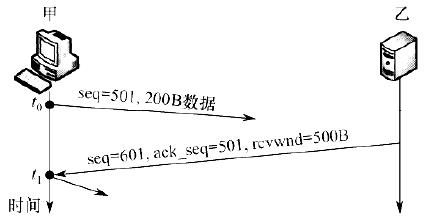 甲 乙
t₀
seq=501, 200B数据
seq=601, ack_seq=501, rcvwnd=500B
t₁
时间